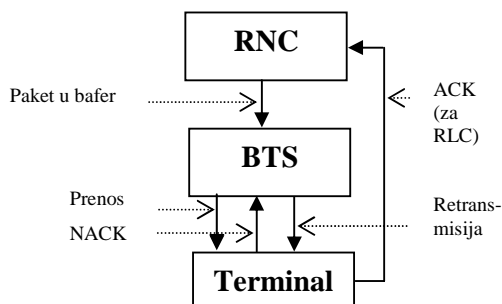 RNC
Paket u bafer
ACK
(za
RLC)
BTS
Prenos
NACK
Retrans-
misija
Terminal